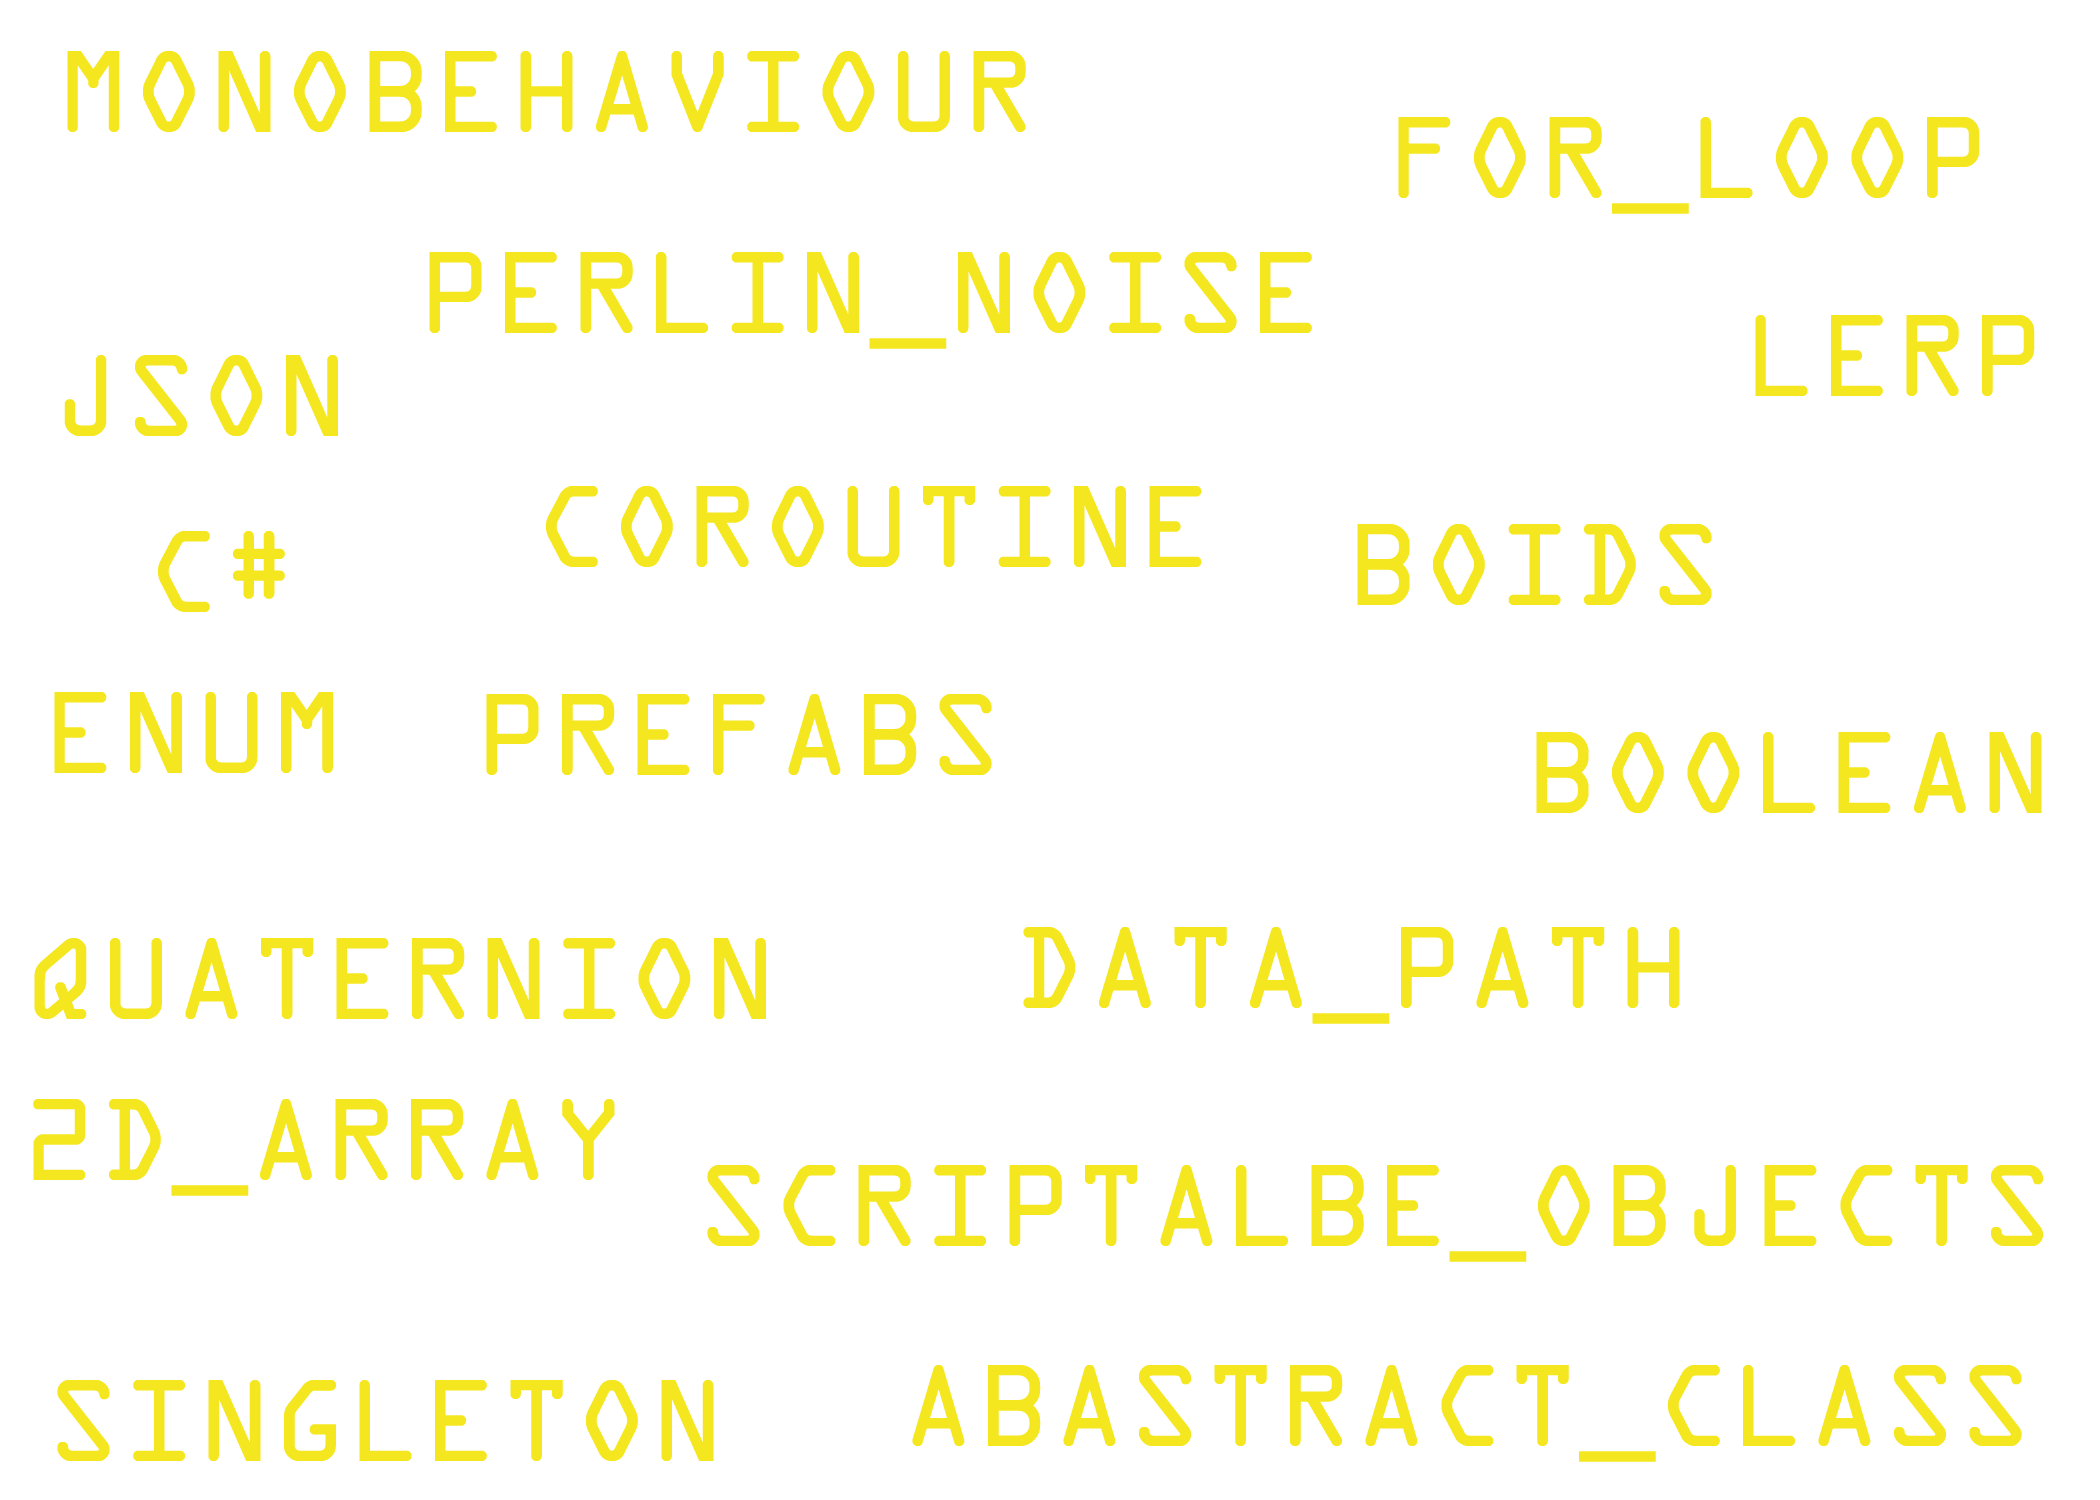 MONOBEHAVIOUR
FOR_LOOP
PERLIN_NOISE
LERP
JSON
COROUTINE
C#
BOIDS
ENUM
PREFABS
BOOLEAN
QUATERNION
DATA_PATH
2D_ARRAY
SCRIPTALBE_OBJECTS
SINGLETON
ABASTRACT_CLASS